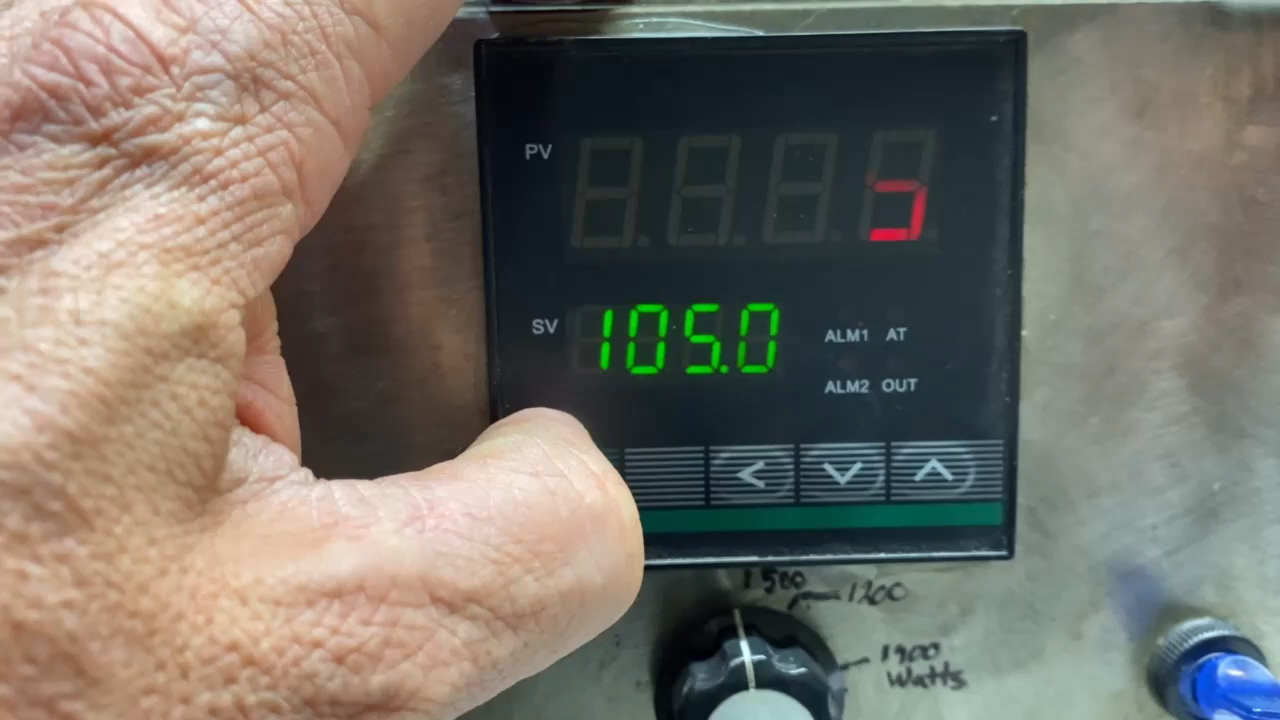 PV
SV 105.0
ALM1 AT
ALM2 OUT
1500
1200
1900
Watts